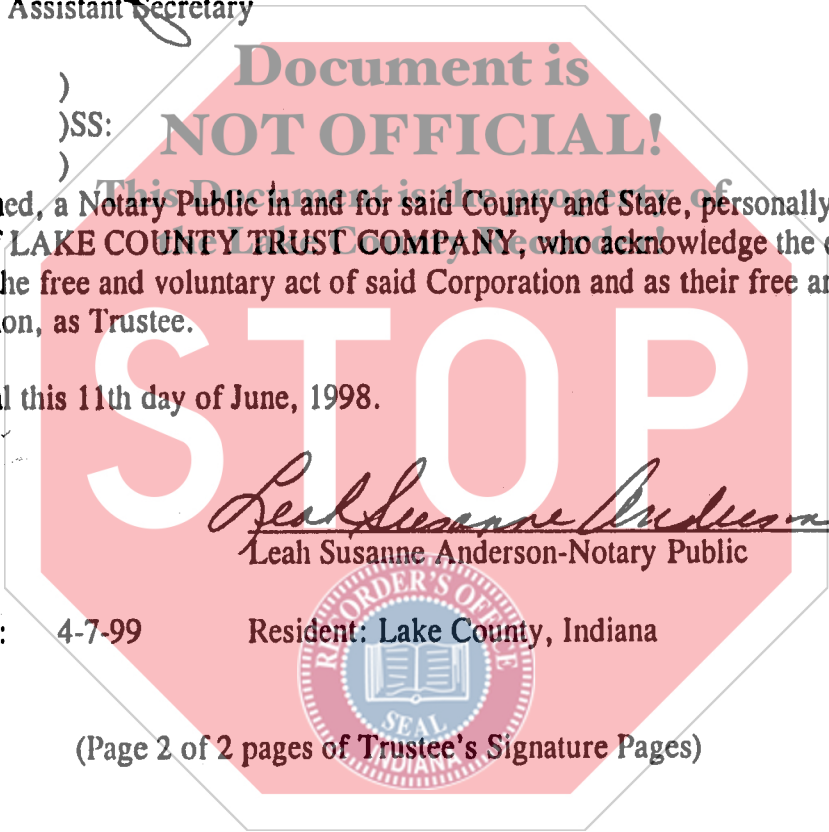 Assistant Secretary
Document is
)
)SS:
NOT OFFICIAL!
)
This Document is the property of
ned, a Notary Public in and for said County and State, personally
the Lake County Recorder!
f LAKE COUNTY TRUST COMPANY, who acknowledge the e
he free and voluntary act of said Corporation and as their free an
on, as Trustee.
STOP
l this 11th day of June, 1998.
Leah Susanne Anderson
Leah Susanne Anderson-Notary Public
RECORDER'S OFFICE
: 4-7-99 Resident: Lake County, Indiana
SEAL
INDIANA
(Page 2 of 2 pages of Trustee's Signature Pages)